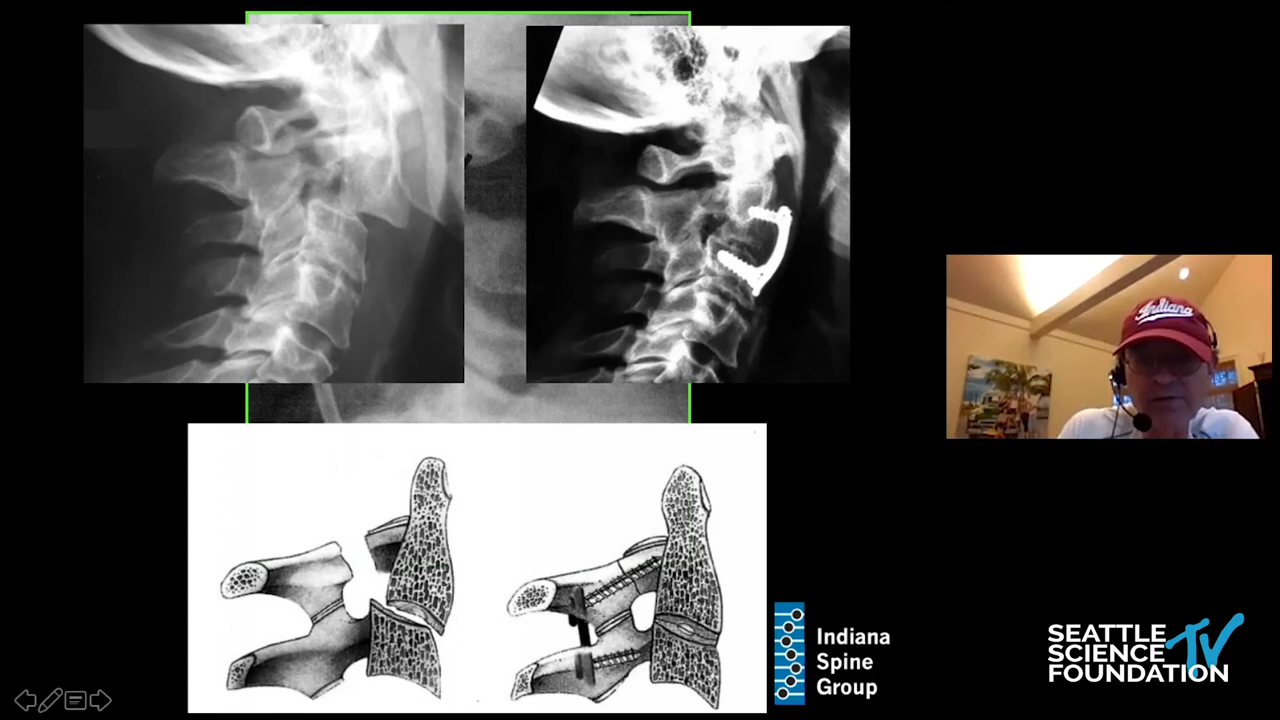 Indiana
Indiana
Spine
Group
SEATTLE
SCIENCE TV
FOUNDATION